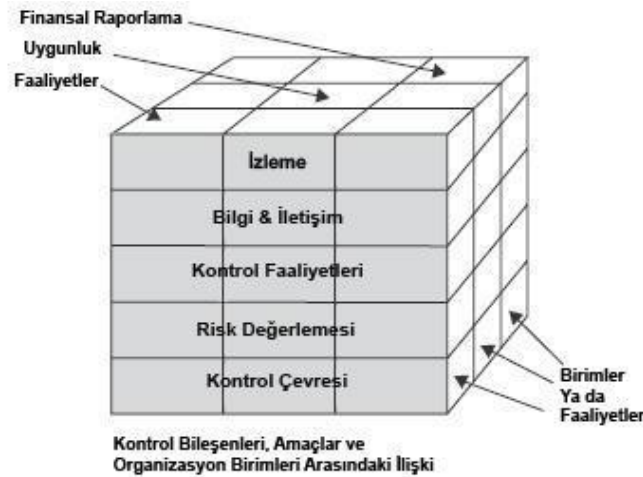 Finansal Raporlama
Uygunluk
Faaliyetler
İzleme
Bilgi & İletişim
Kontrol Faaliyetleri
Risk Değerlemesi
Kontrol Çevresi
Birimler
Ya da
Faaliyetler
Kontrol Bileşenleri, Amaçlar ve
Organizasyon Birimleri Arasındaki İlişki